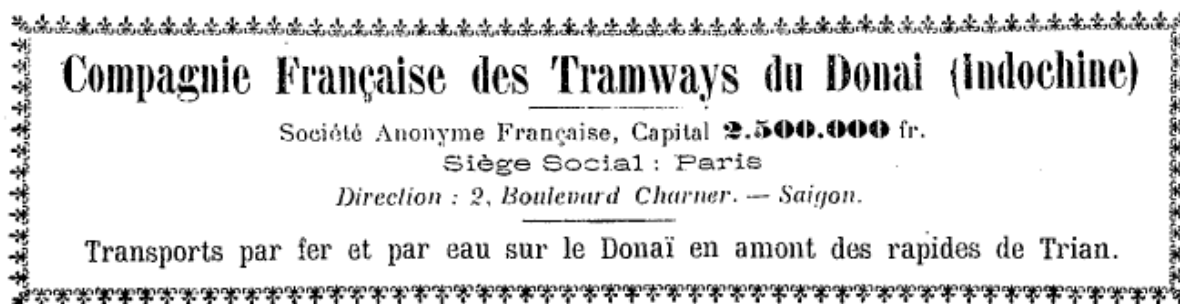 Compagnie Française des Tramways du Donai (Indochine)
Société Anonyme Française, Capital 2.500.000 fr.
Siège Social : Paris
Direction : 2, Boulevard Charner. — Saigon.
Transports par fer et par eau sur le Donaï en amont des rapides de Trian.